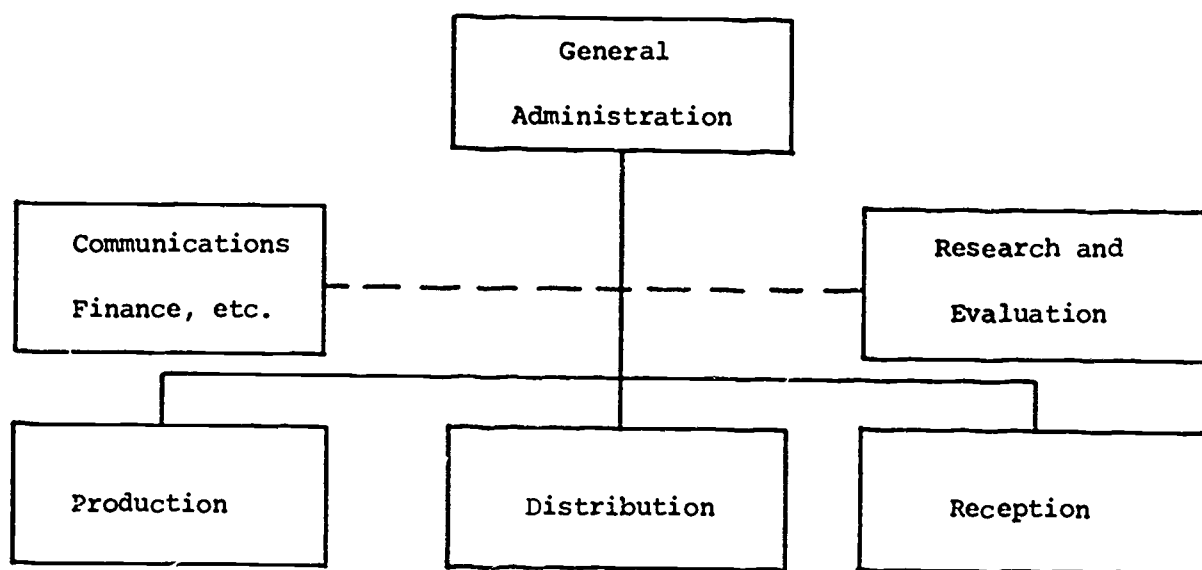 General
Administration
Communications
Finance, etc.
Research and
Evaluation
Production
Distribution
Reception